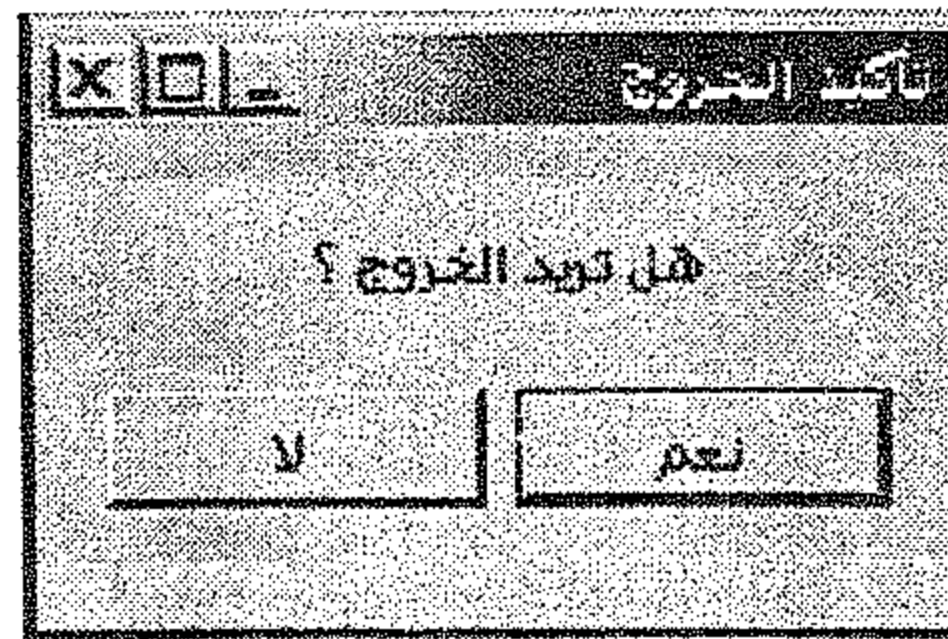 تأكيد الخروج
هل تريد الخروج ؟
نعم
لا